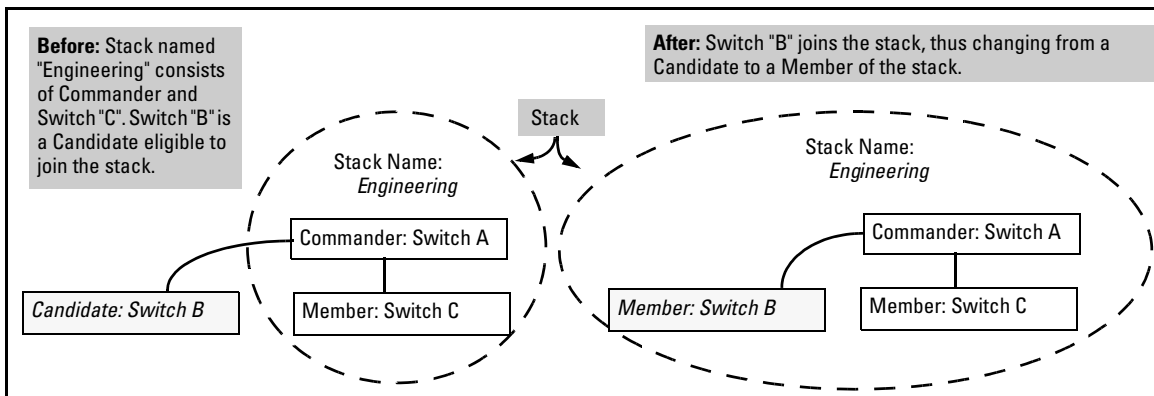 Before: Stack named
"Engineering" consists
of Commander and
Switch "C". Switch "B" is
a Candidate eligible to
join the stack.
After: Switch "B" joins the stack, thus changing from a
Candidate to a Member of the stack.
Stack
Stack Name:
Engineering
Commander: Switch A
Candidate: Switch B
Member: Switch C
Stack Name:
Engineering
Commander: Switch A
Member: Switch B
Member: Switch C